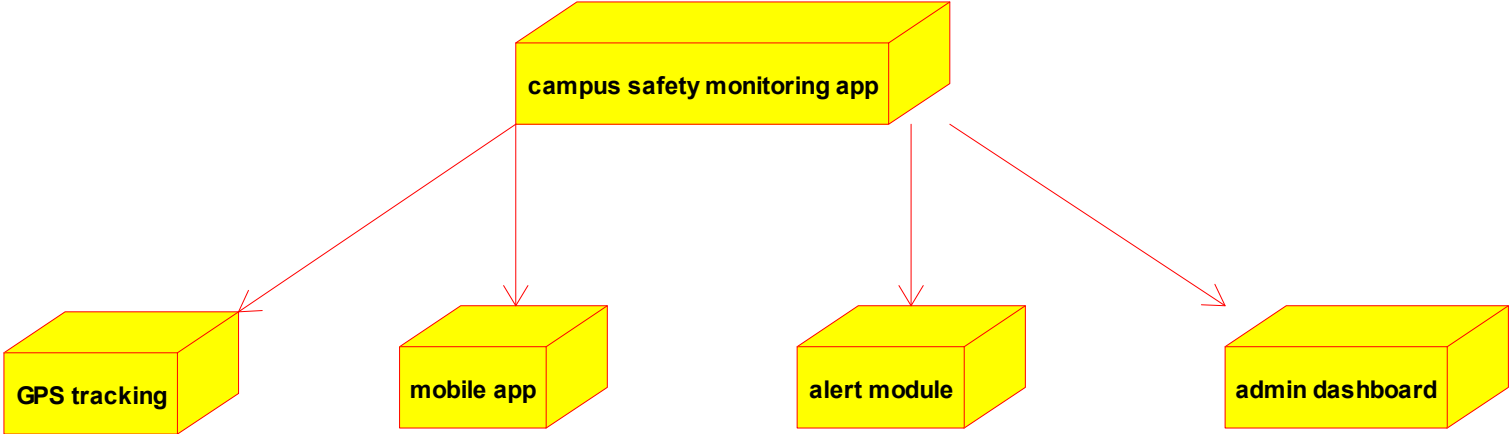 campus safety monitoring app
GPS tracking
mobile app
alert module
admin dashboard